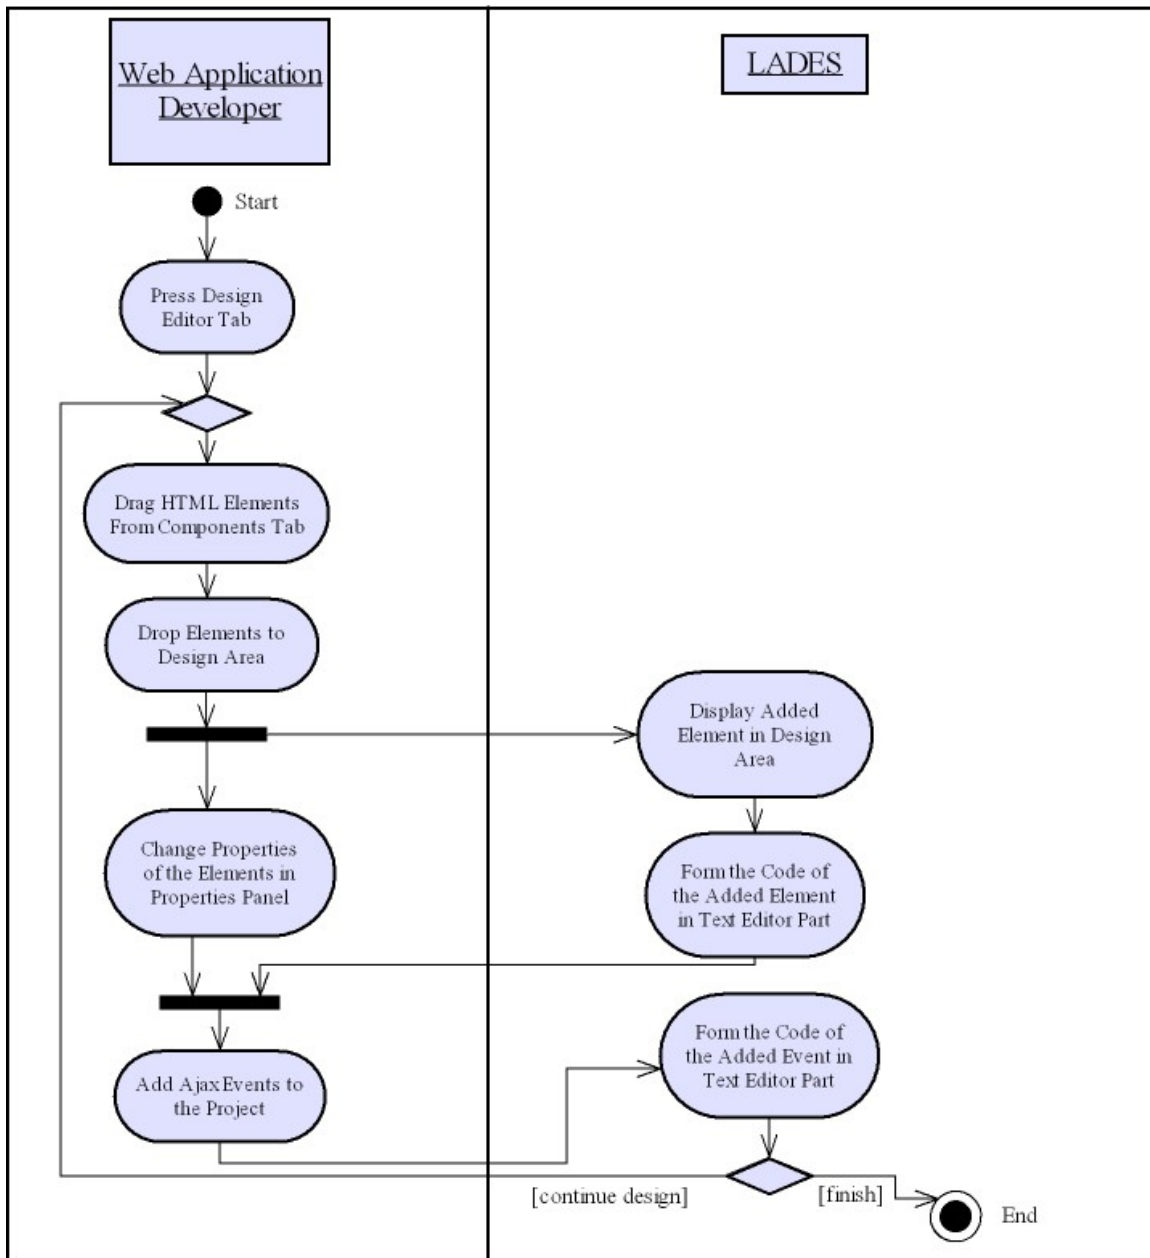 Web Application
Developer
LADES
Start
Press Design
Editor Tab
Drag HTML Elements
From Components Tab
Drop Elements to
Design Area
Display Added
Element in Design
Area
Change Properties
of the Elements in
Properties Panel
Form the Code of
the Added Element
in Text Editor Part
Form the Code of
the Added Event in
Text Editor Part
Add Ajax Events to
the Project
[continue design]
[finish]
End